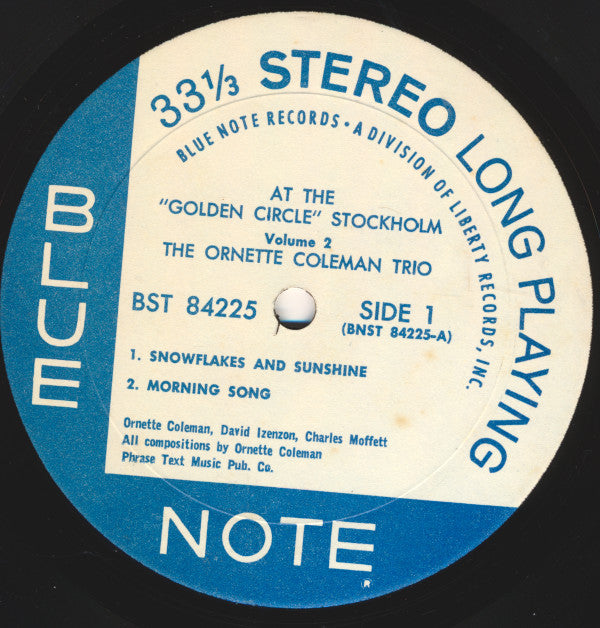 33⅓ STEREO LONG PLAYING
BLUE NOTE RECORDS • A DIVISION OF LIBERTY RECORDS, INC.
AT THE
"GOLDEN CIRCLE" STOCKHOLM
Volume 2
THE ORNETTE COLEMAN TRIO
BST 84225
SIDE 1
(BNST 84225-A)
1. SNOWFLAKES AND SUNSHINE
2. MORNING SONG
Ornette Coleman, David Izenzon, Charles Moffett
All compositions by Ornette Coleman
Phrase Text Music Pub. Co.
BLUE
NOTE
®